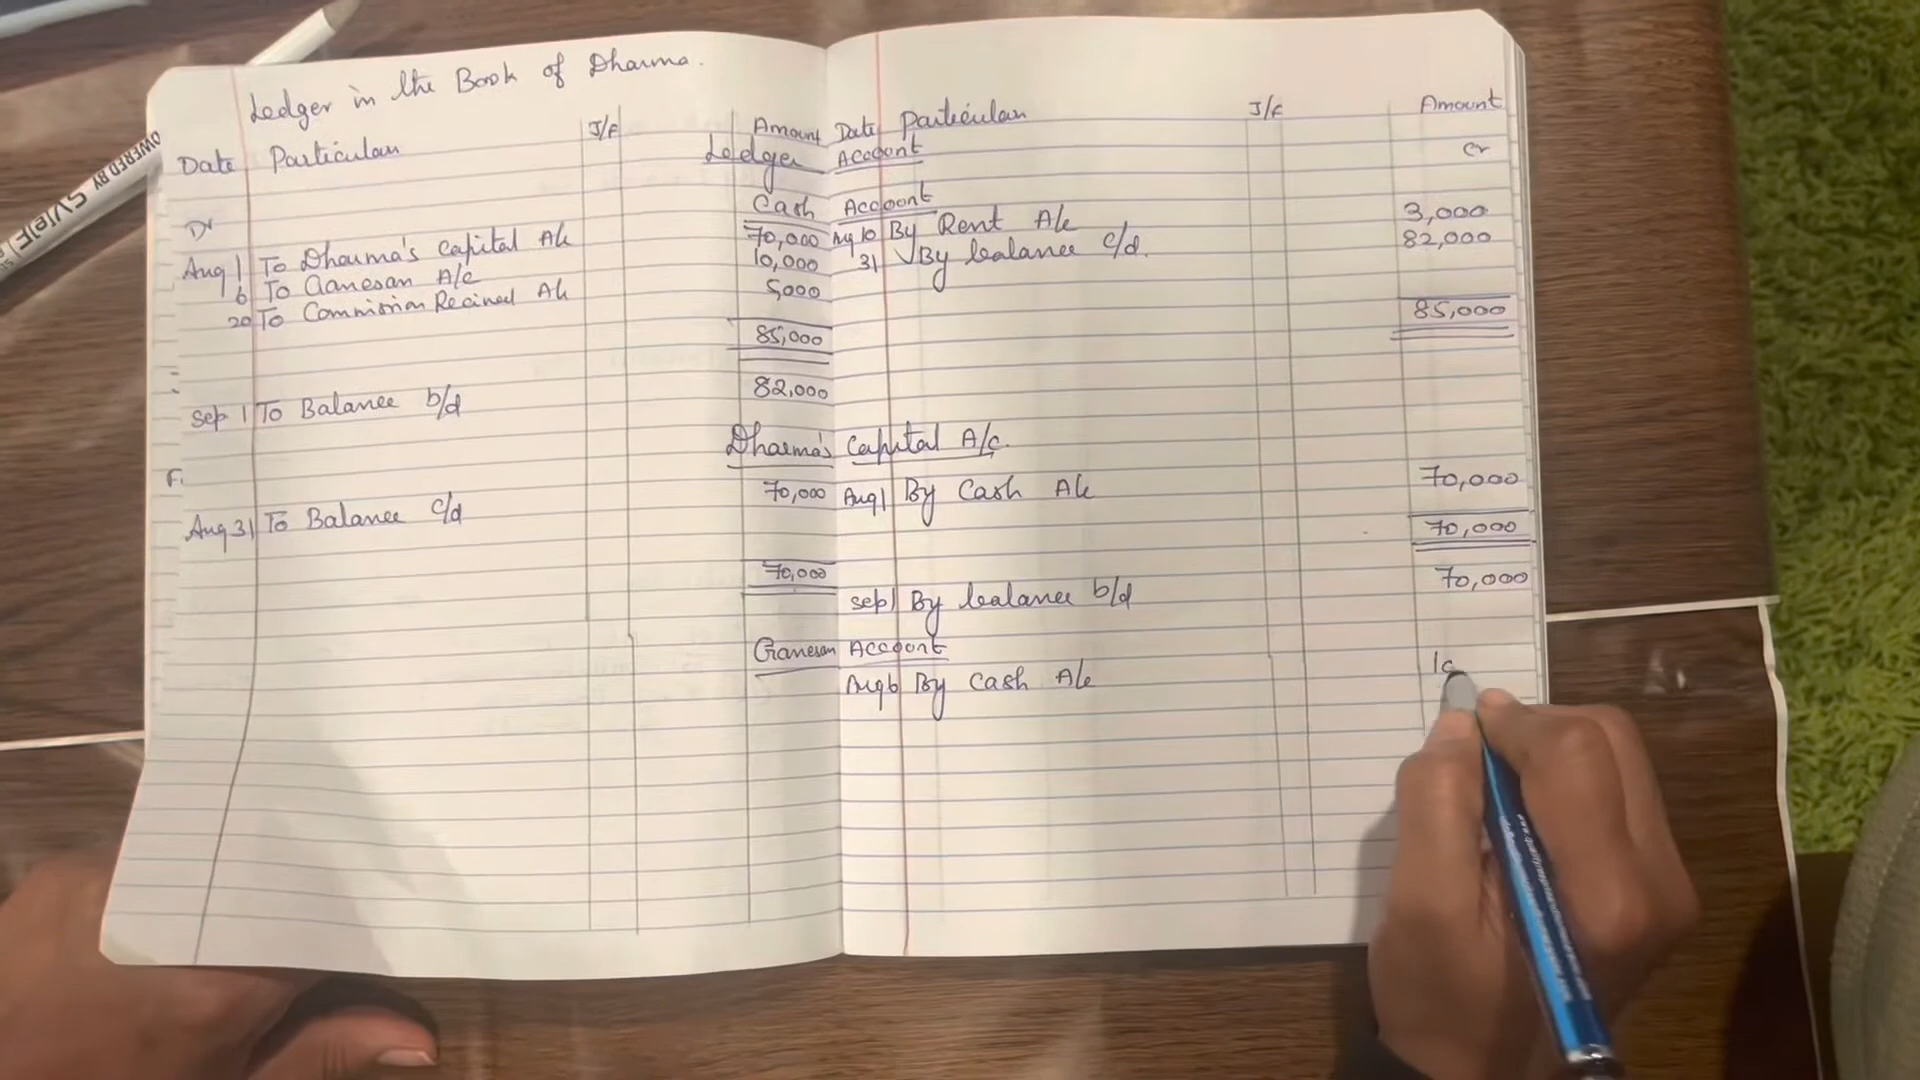 Ledger in the Book of Dharma.
Date Particulars J/F Amount Date Particulars J/F Amount
Ledger Account
Dr Cr
Cash Account
Aug 1 To Dharma's Capital A/c 70,000 Aug 10 By Rent A/c 3,000
6 To Ganesan A/c 10,000 31 By balance c/d. 82,000
20 To Commission Recived A/c 5,000
85,000 85,000
Sep 1 To Balance b/d 82,000
Dharma's Capital A/c.
Aug 31 To Balance c/d 70,000 Aug 1 By Cash A/c 70,000
70,000 70,000
Sep 1 By balance b/d 70,000
Ganesan Account
Aug 6 By Cash A/c 10
OWERED BY